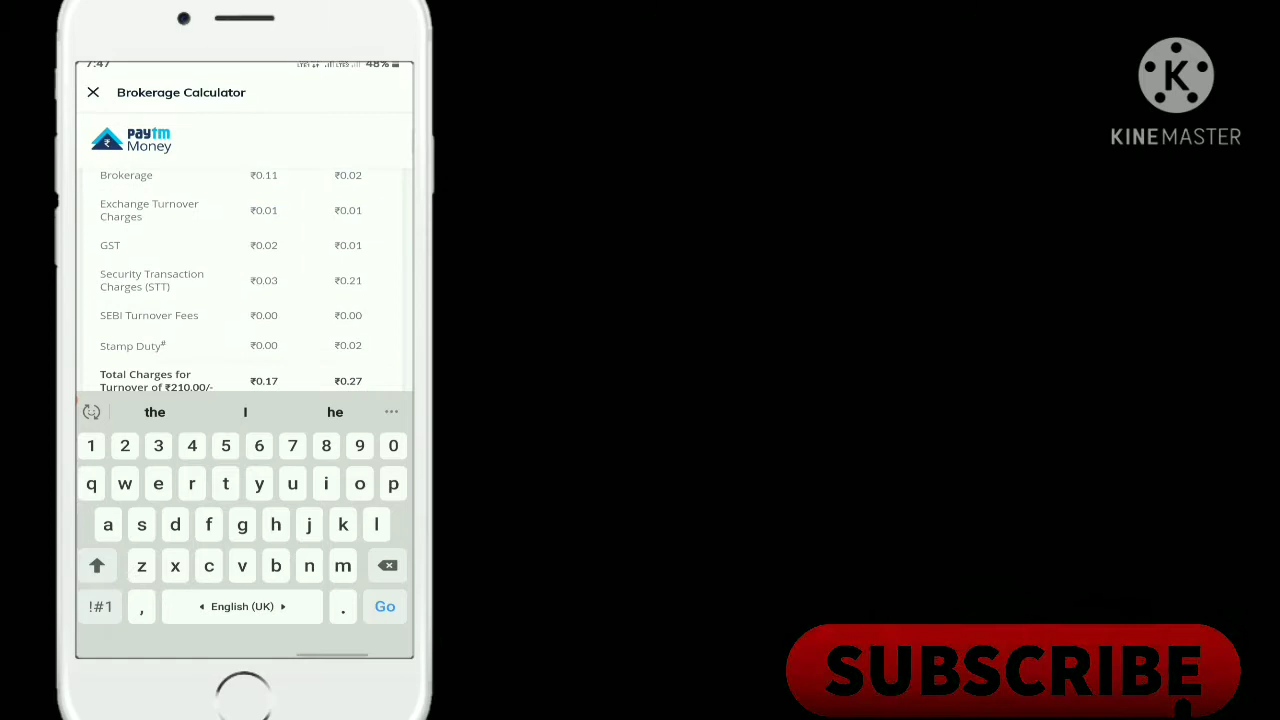 7:47 48%
Brokerage Calculator
paytm
Money
Brokerage ₹0.11 ₹0.02
Exchange Turnover
Charges ₹0.01 ₹0.01
GST ₹0.02 ₹0.01
Security Transaction
Charges (STT) ₹0.03 ₹0.21
SEBI Turnover Fees ₹0.00 ₹0.00
Stamp Duty# ₹0.00 ₹0.02
Total Charges for
Turnover of ₹210.00/- ₹0.17 ₹0.27
the I he
1 2 3 4 5 6 7 8 9 0
q w e r t y u i o p
a s d f g h j k l
z x c v b n m
!#1 , English (UK) . Go
K
KINEMASTER
SUBSCRIBE